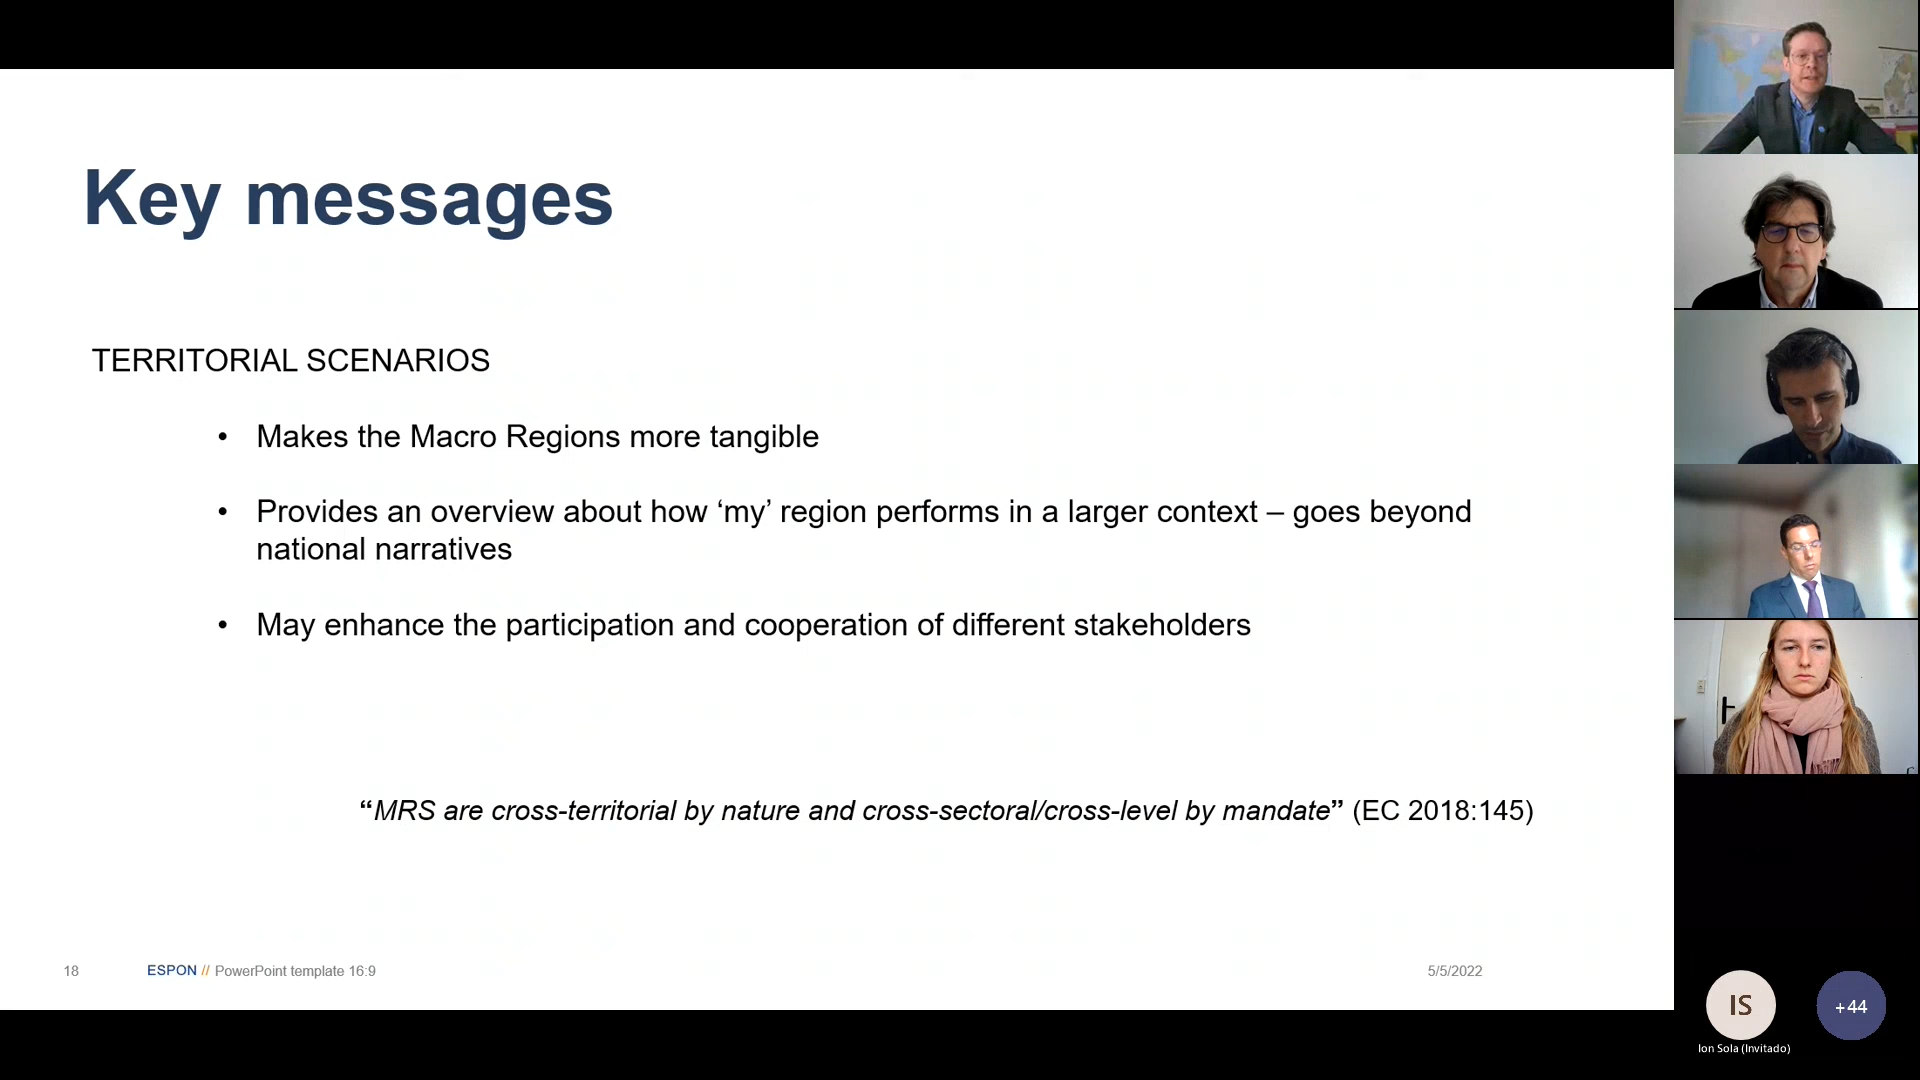 Key messages
TERRITORIAL SCENARIOS
• Makes the Macro Regions more tangible
• Provides an overview about how ‘my’ region performs in a larger context – goes beyond
national narratives
• May enhance the participation and cooperation of different stakeholders
“MRS are cross-territorial by nature and cross-sectoral/cross-level by mandate” (EC 2018:145)
18 ESPON // PowerPoint template 16:9 5/5/2022
IS
+44
Ion Sola (Invitado)